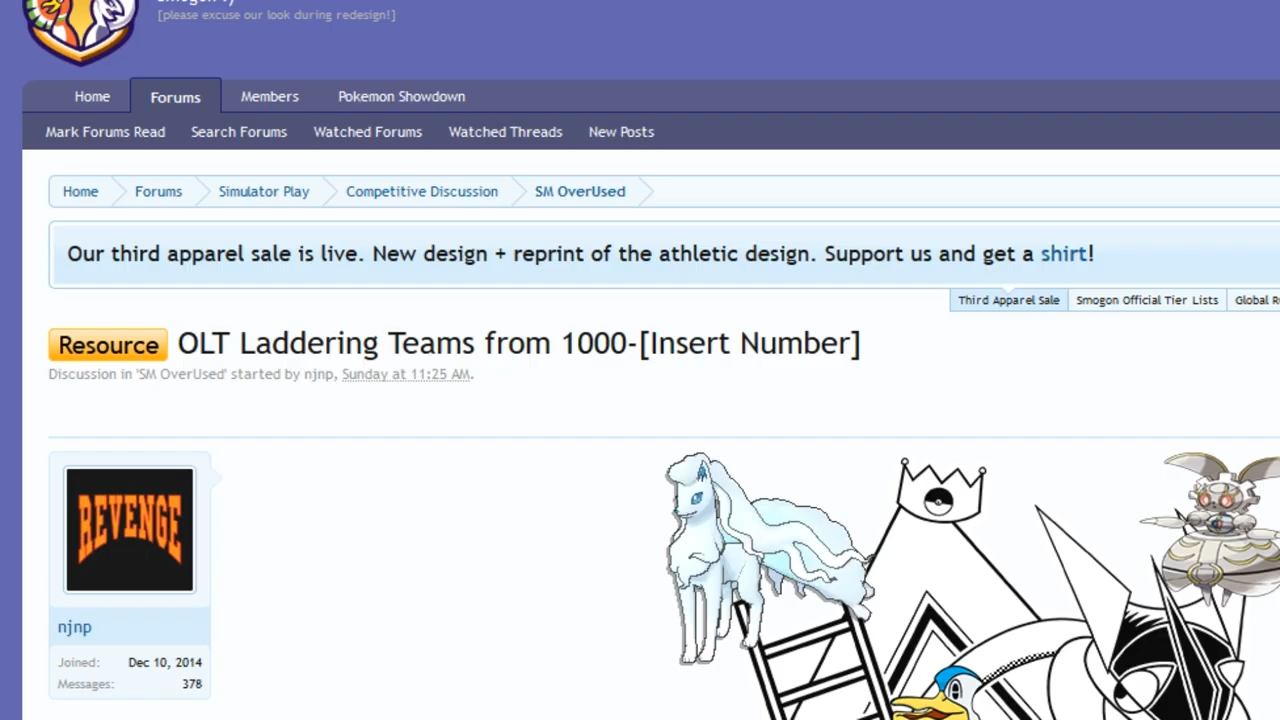 [please excuse our look during redesign!]
Home Forums Members Pokemon Showdown
Mark Forums Read Search Forums Watched Forums Watched Threads New Posts
Home Forums Simulator Play Competitive Discussion SM OverUsed
Our third apparel sale is live. New design + reprint of the athletic design. Support us and get a shirt!
Third Apparel Sale Smogon Official Tier Lists Global
Resource OLT Laddering Teams from 1000-[Insert Number]
Discussion in 'SM OverUsed' started by njnp, Sunday at 11:25 AM.
REVENGE
njnp
Joined: Dec 10, 2014
Messages: 378